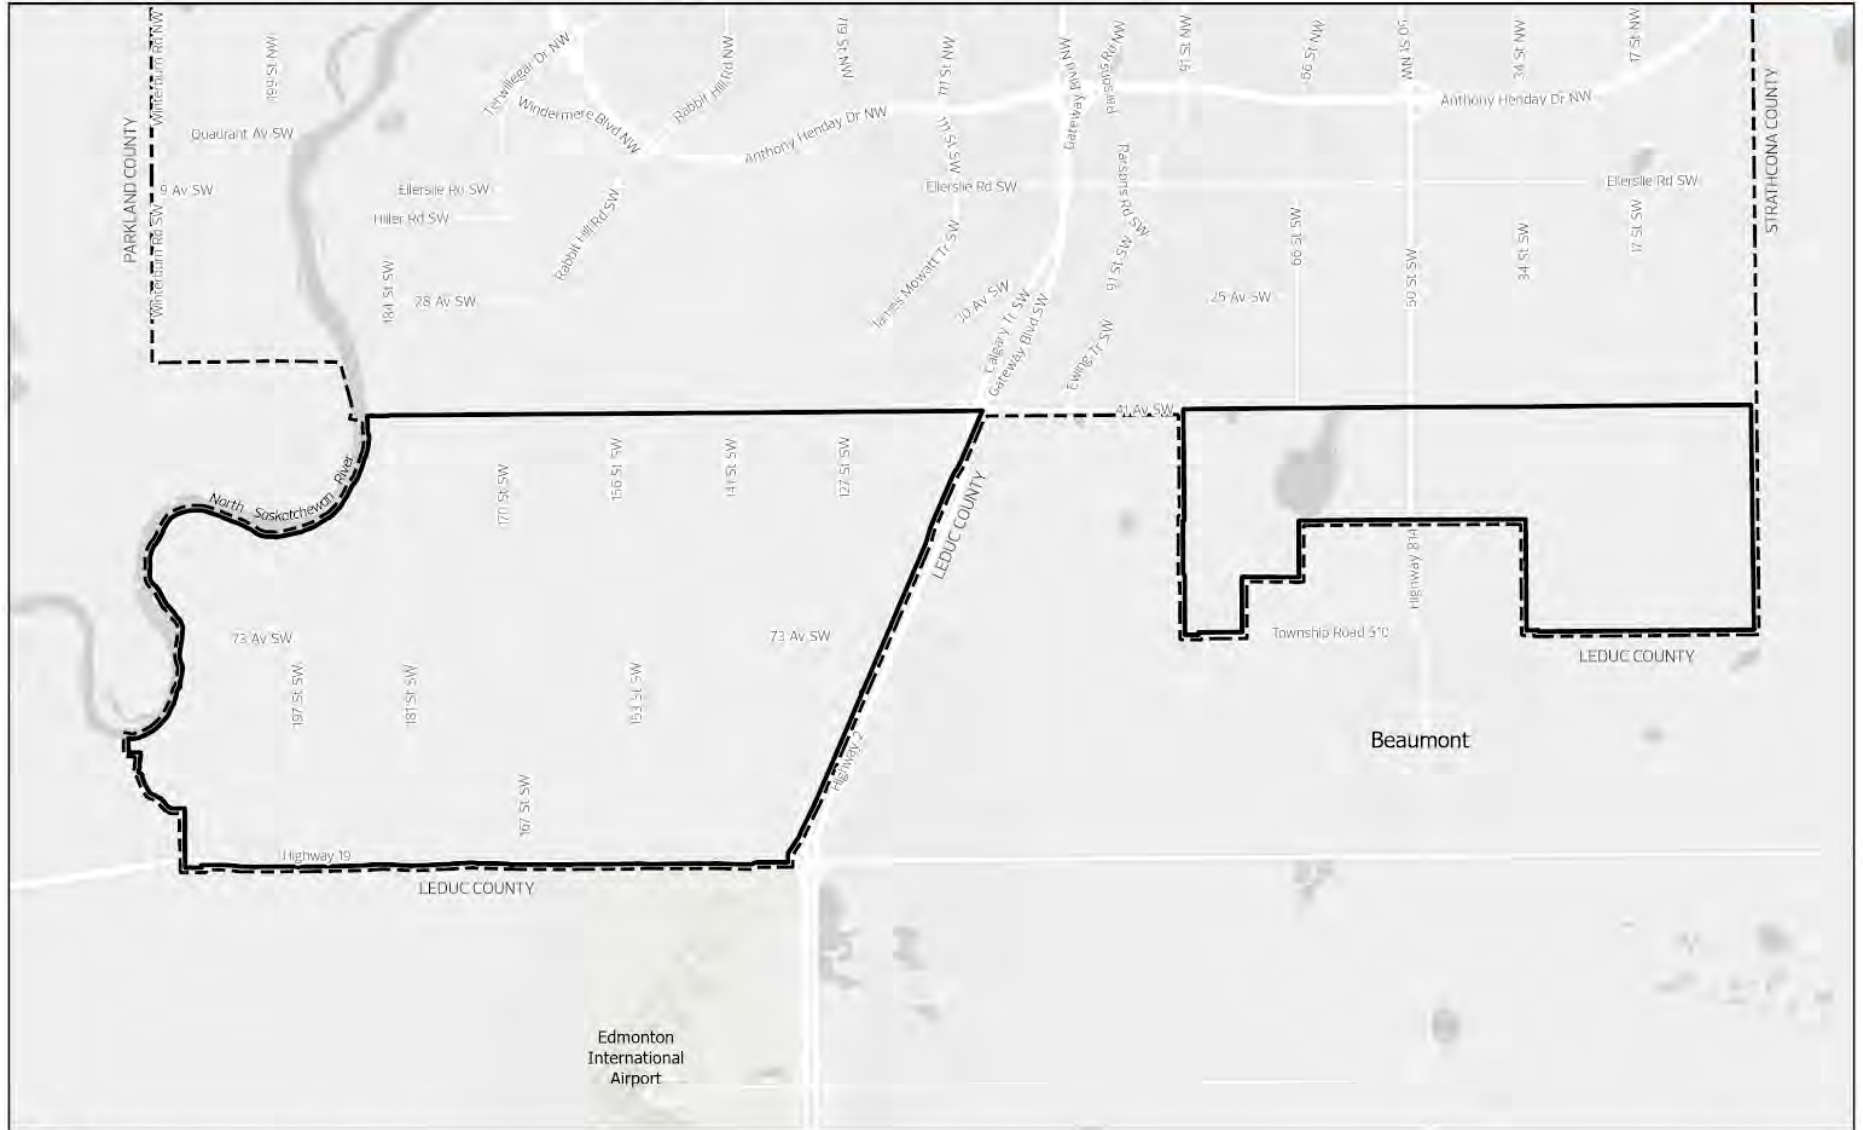 Winterburn Rd NW
199 St NW
Terwillegar Dr NW
Rabbit Hill Rd NW
119 St NW
111 St NW
Gateway Blvd NW
Parsons Rd NW
91 St NW
66 St NW
50 St NW
34 St NW
17 St NW
Windermere Blvd NW
Anthony Henday Dr NW
Anthony Henday Dr NW
Quadrant Av SW
PARKLAND COUNTY
STRATHCONA COUNTY
111 St SW
Parsons Rd SW
9 Av SW
Ellerslie Rd SW
Ellerslie Rd SW
Ellerslie Rd SW
Hiller Rd SW
Winterburn Rd SW
Rabbit Hill Rd SW
James Mowatt Tr SW
91 St SW
66 St SW
50 St SW
34 St SW
17 St SW
184 St SW
28 Av SW
30 Av SW
25 Av SW
Calgary Tr SW
Gateway Blvd SW
Ewing Tr SW
41 Av SW
North Saskatchewan River
170 St SW
156 St SW
141 St SW
127 St SW
LEDUC COUNTY
Highway 814
73 Av SW
73 Av SW
Township Road 510
LEDUC COUNTY
197 St SW
181 St SW
153 St SW
Highway 2
Beaumont
167 St SW
Highway 19
LEDUC COUNTY
Edmonton
International
Airport